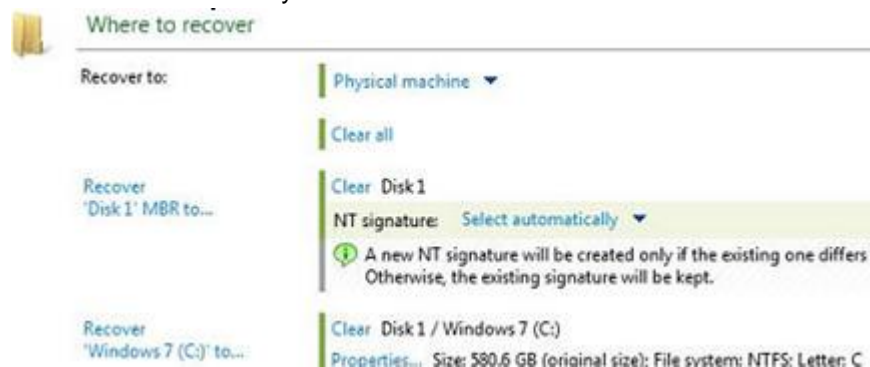 Where to recover
Recover to: Physical machine
Clear all
Recover 'Disk 1' MBR to...
Clear Disk 1
NT signature: Select automatically
A new NT signature will be created only if the existing one differs
Otherwise, the existing signature will be kept.
Recover 'Windows 7 (C:)' to...
Clear Disk 1 / Windows 7 (C:)
Properties... Size: 580.6 GB (original size); File system: NTFS; Letter: C